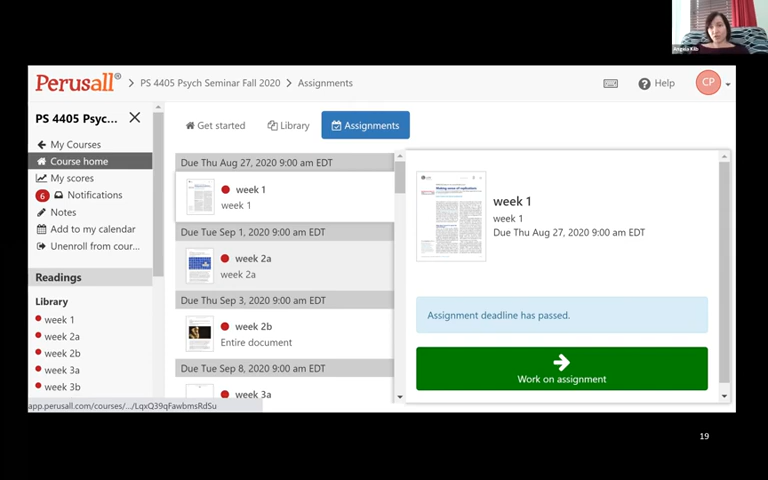 Angela Kilb
Perusall® > PS 4405 Psych Seminar Fall 2020 > Assignments
Help
CP
PS 4405 Psyc...
My Courses
Course home
My scores
6 Notifications
Notes
Add to my calendar
Unenroll from cour...
Readings
Library
week 1
week 2a
week 2b
week 3a
week 3b
app.perusall.com/courses/.../LqxQ39qFawbmsRdSu
Get started
Library
Assignments
Due Thu Aug 27, 2020 9:00 am EDT
week 1
week 1
Due Tue Sep 1, 2020 9:00 am EDT
week 2a
week 2a
Due Thu Sep 3, 2020 9:00 am EDT
week 2b
Entire document
Due Tue Sep 8, 2020 9:00 am EDT
week 3a
week 1
week 1
Due Thu Aug 27, 2020 9:00 am EDT
Assignment deadline has passed.
Work on assignment
19